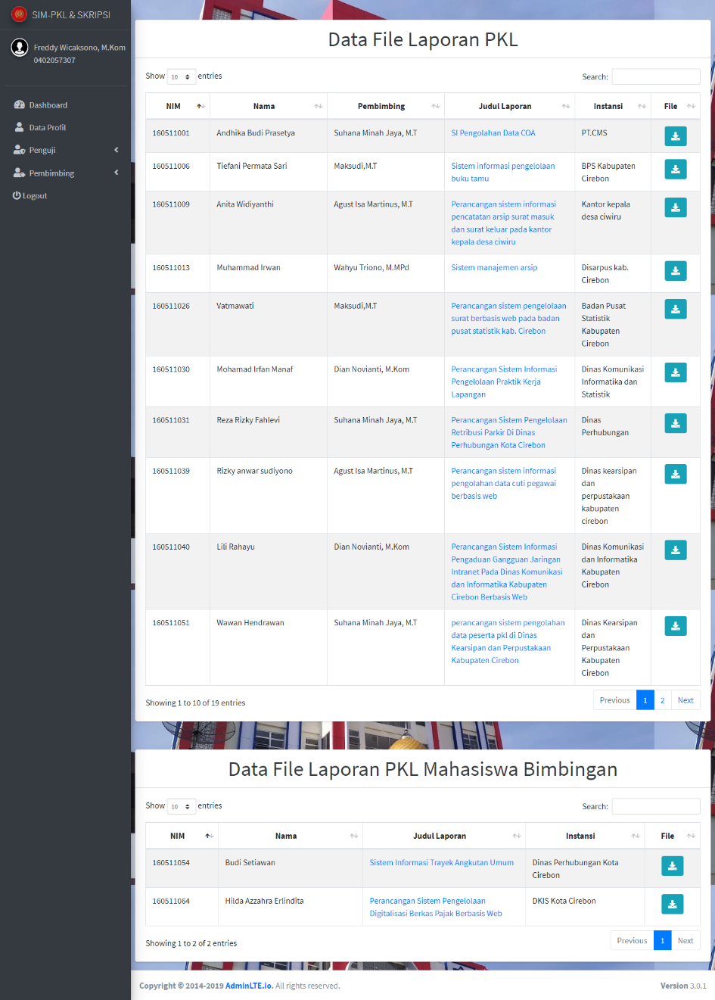 SIM-PKL & SKRIPSI
Freddy Wicaksono, M.Kom
0402057307
Dashboard
Data Profil
Penguji
Pembimbing
Logout
Data File Laporan PKL
Show 10 entries
Search:
NIM Nama Pembimbing Judul Laporan Instansi File
160511001 Andhika Budi Prasetya Suhana Minah Jaya, M.T SI Pengolahan Data COA PT.CMS
160511006 Tiefani Permata Sari Maksudi,M.T Sistem informasi pengelolaan BPS Kabupaten
buku tamu Cirebon
160511009 Anita Widiyanthi Agust Isa Martinus, M.T Perancangan sistem informasi Kantor kepala
pencatatan arsip surat masuk desa ciwiru
dan surat keluar pada kantor
kepala desa ciwiru
160511013 Muhammad Irwan Wahyu Triono, M.MPd Sistem manajemen arsip Disarpus kab.
Cirebon
160511026 Vatmawati Maksudi,M.T Perancangan sistem pengelolaan Badan Pusat
surat berbasis web pada badan Statistik
pusat statistik kab. Cirebon Kabupaten
Cirebon
160511030 Mohamad Irfan Manaf Dian Novianti, M.Kom Perancangan Sistem Informasi Dinas Komunikasi
Pengelolaan Praktik Kerja Informatika dan
Lapangan Statistik
160511031 Reza Rizky Fahlevi Suhana Minah Jaya, M.T Perancangan Sistem Pengelolaan Dinas
Retribusi Parkir Di Dinas Perhubungan
Perhubungan Kota Cirebon
160511039 Rizky anwar sudiyono Agust Isa Martinus, M.T Perancangan sistem informasi Dinas kearsipan
pengolahan data cuti pegawai dan
berbasis web perpustakaan
kabupaten
cirebon
160511040 Lili Rahayu Dian Novianti, M.Kom Perancangan Sistem Informasi Dinas Komunikasi
Pengaduan Gangguan Jaringan dan Informatika
Intranet Pada Dinas Komunikasi Kabupaten
dan Informatika Kabupaten Cirebon
Cirebon Berbasis Web
160511051 Wawan Hendrawan Suhana Minah Jaya, M.T perancangan sistem pengolahan Dinas Kearsipan
data peserta pkl di Dinas dan
Kearsipan dan Perpustakaan Perpustakaan
Kabupaten Cirebon Kabupaten
Cirebon
Showing 1 to 10 of 19 entries
Previous 1 2 Next
Data File Laporan PKL Mahasiswa Bimbingan
Show 10 entries
Search:
NIM Nama Judul Laporan Instansi File
160511054 Budi Setiawan Sistem Informasi Trayek Angkutan Umum Dinas Perhubungan Kota
Cirebon
160511064 Hilda Azzahra Erlindita Perancangan Sistem Pengelolaan DKIS Kota Cirebon
Digitalisasi Berkas Pajak Berbasis Web
Showing 1 to 2 of 2 entries
Previous 1 Next
Copyright © 2014-2019 AdminLTE.io. All rights reserved.
Version 3.0.1